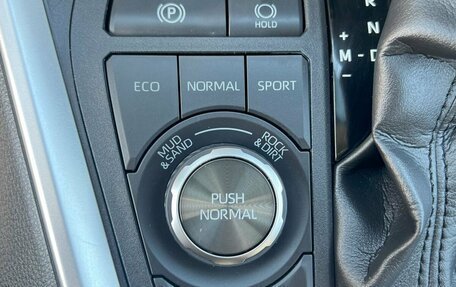 P
HOLD
R
N
+
M - D
-
ECO NORMAL SPORT
MUD
& SAND
ROCK
& DIRT
PUSH
NORMAL